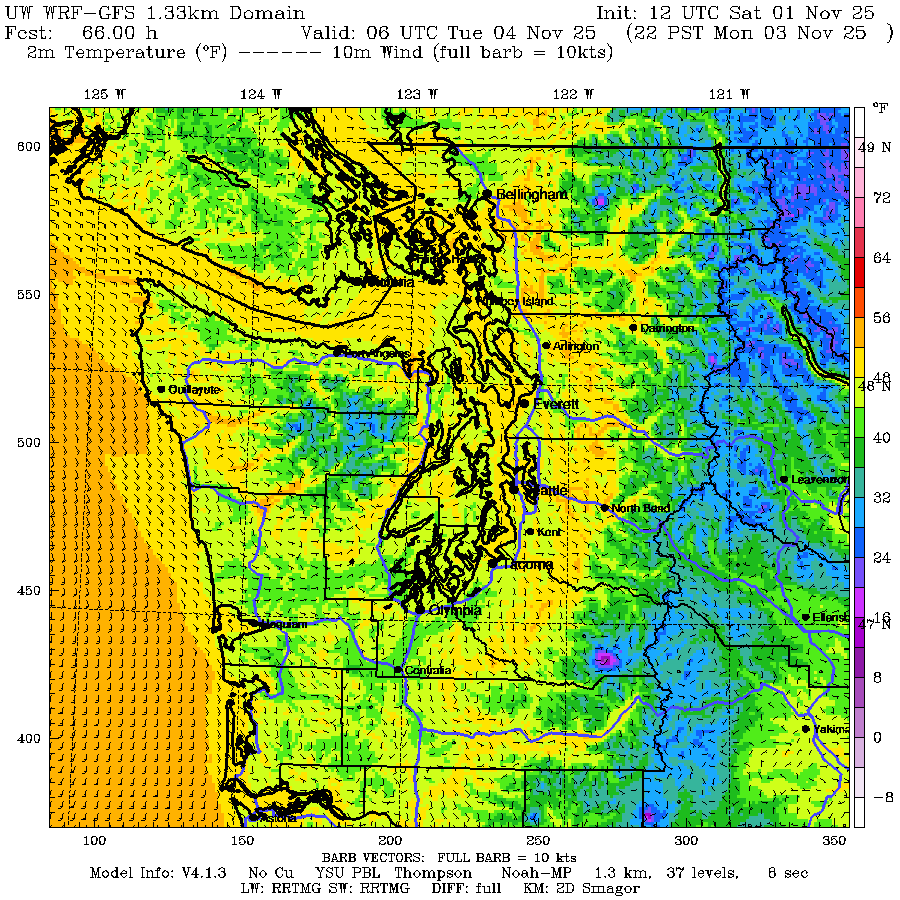 UW WRF-GFS 1.33km Domain Init: 12 UTC Sat 01 Nov 25
Fcst: 66.00 h Valid: 06 UTC Tue 04 Nov 25 (22 PST Mon 03 Nov 25 )
2m Temperature (°F) ------ 10m Wind (full barb = 10kts)
125 W 124 W 123 W 122 W 121 W
°F
600 49 N
Bellingham
72
64
Victoria
550 Whidbey Island
56
Darrington
Arlington
Port Angeles
48
48 N
Quillayute
Everett
500 40
Leavenwor
Seattle
32
North Bend
Kent
24
Tacoma
450
Olympia
16
Ellensb
47 N
Hoquiam
Centralia
8
Yakima
400 0
-8
Astoria
100 150 200 250 300 350
BARB VECTORS: FULL BARB = 10 kts
Model Info: V4.1.3 No Cu YSU PBL Thompson Noah-MP 1.3 km, 37 levels, 8 sec
LW: RRTMG SW: RRTMG DIFF: full KM: 2D Smagor